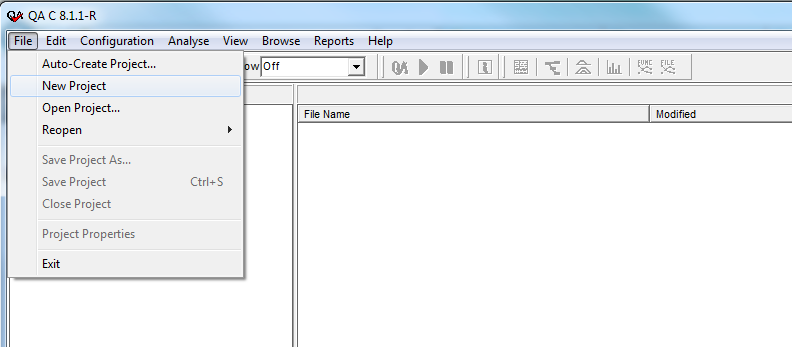 QA QA C 8.1.1-R
File Edit Configuration Analyse View Browse Reports Help
Auto-Create Project...
New Project
Open Project...
Reopen
Save Project As...
Save Project Ctrl+S
Close Project
Project Properties
Exit
ow Off QA FUNC FILE
File Name Modified